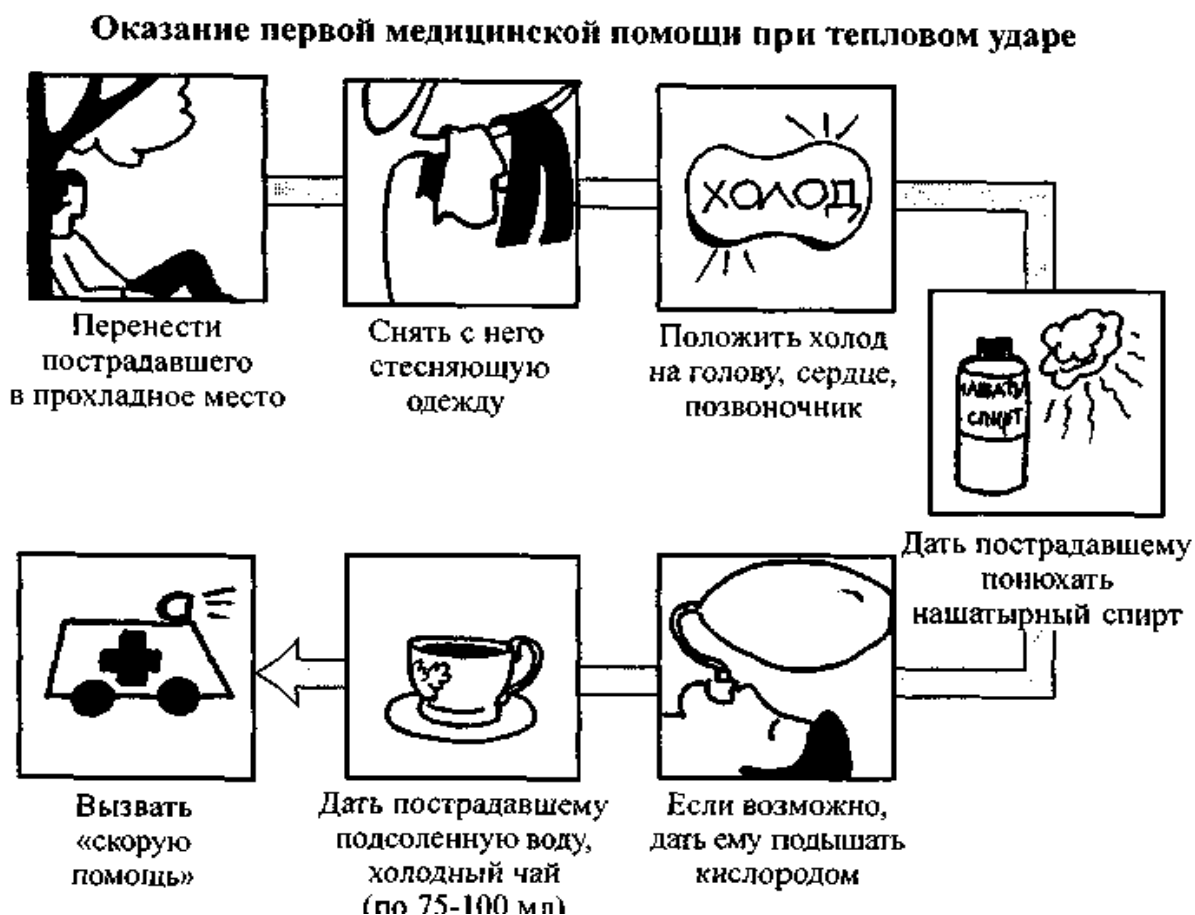 Оказание первой медицинской помощи при тепловом ударе
Перенести
пострадавшего
в прохладное место
Снять с него
стесняющую
одежду
ХОЛОД
Положить холод
на голову, сердце,
позвоночник
НАШАТЫ
СПИРТ
Дать пострадавшему
понюхать
нашатырный спирт
Если возможно,
дать ему подышать
кислородом
Дать пострадавшему
подсоленную воду,
холодный чай
(по 75-100 мл)
Вызвать
«скорую
помощь»